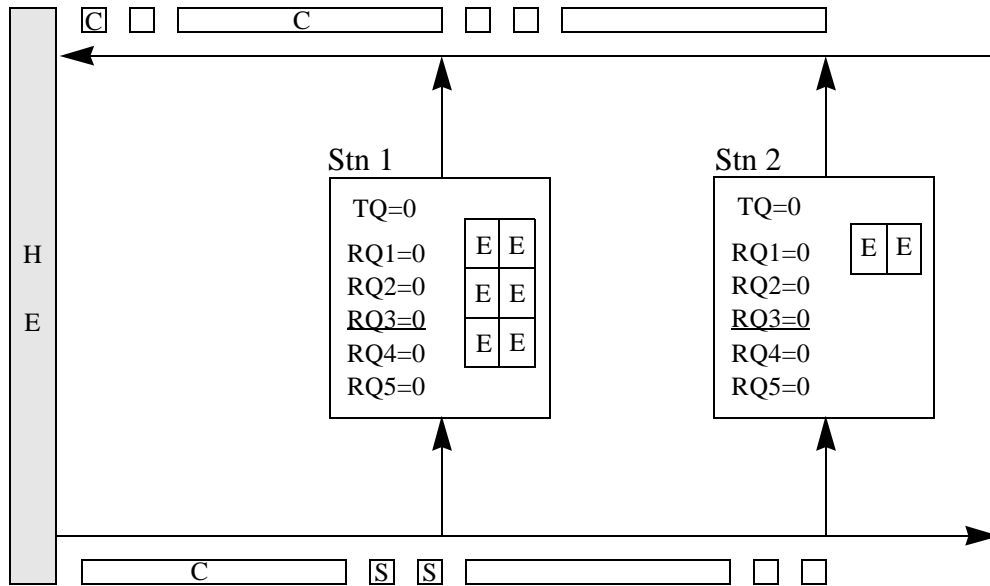 C C
Stn 1 Stn 2
TQ=0 TQ=0
RQ1=0 E E RQ1=0 E E
H
RQ2=0 RQ2=0
E E
E
RQ3=0 RQ3=0
RQ4=0 E E RQ4=0
RQ5=0 RQ5=0
C S S